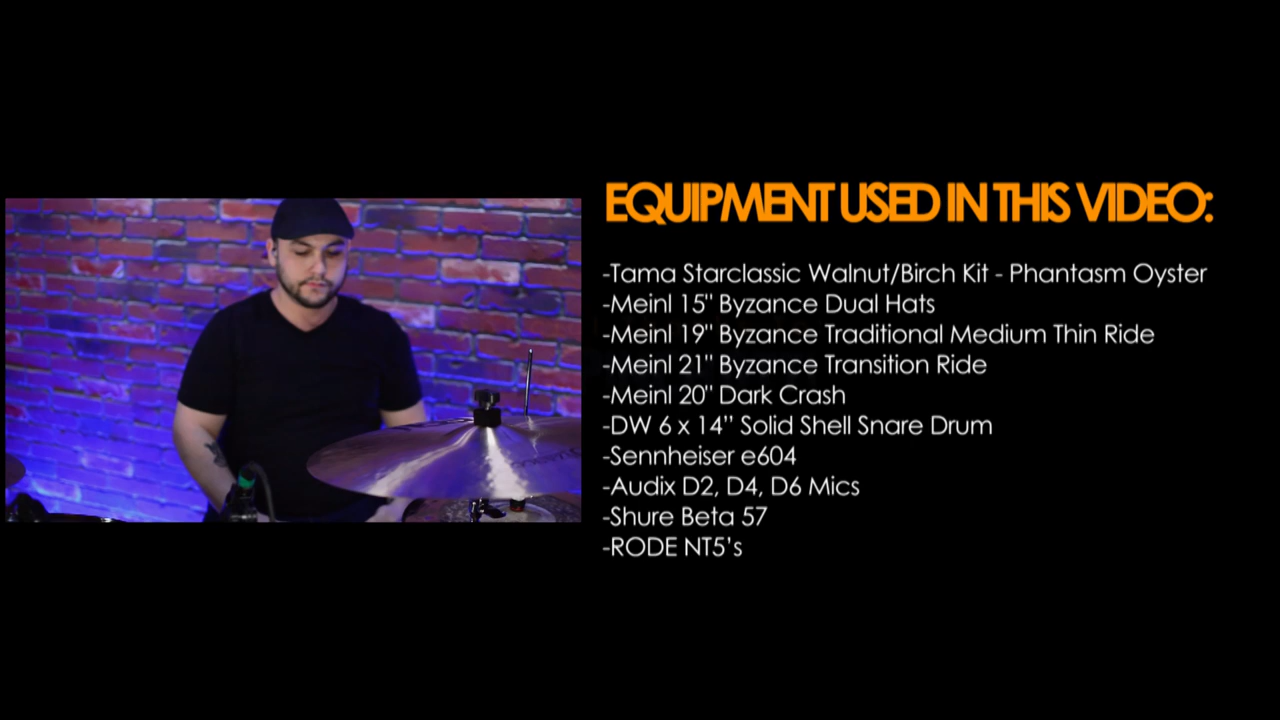 EQUIPMENT USED IN THIS VIDEO:
-Tama Starclassic Walnut/Birch Kit - Phantasm Oyster
-Meinl 15" Byzance Dual Hats
-Meinl 19" Byzance Traditional Medium Thin Ride
-Meinl 21" Byzance Transition Ride
-Meinl 20" Dark Crash
-DW 6 x 14” Solid Shell Snare Drum
-Sennheiser e604
-Audix D2, D4, D6 Mics
-Shure Beta 57
-RODE NT5’s